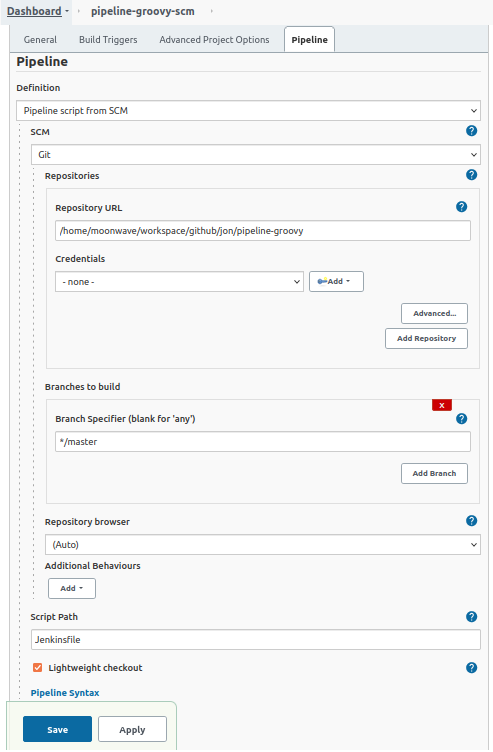 Dashboard pipeline-groovy-scm
General Build Triggers Advanced Project Options Pipeline
Pipeline
Definition
Pipeline script from SCM
SCM ?
Git
Repositories ?
Repository URL ?
/home/moonwave/workspace/github/jon/pipeline-groovy
Credentials
- none - Add
Advanced...
Add Repository
Branches to build
X
Branch Specifier (blank for 'any') ?
*/master
Add Branch
Repository browser ?
(Auto)
Additional Behaviours
Add
Script Path ?
Jenkinsfile
Lightweight checkout ?
Pipeline Syntax
Save Apply